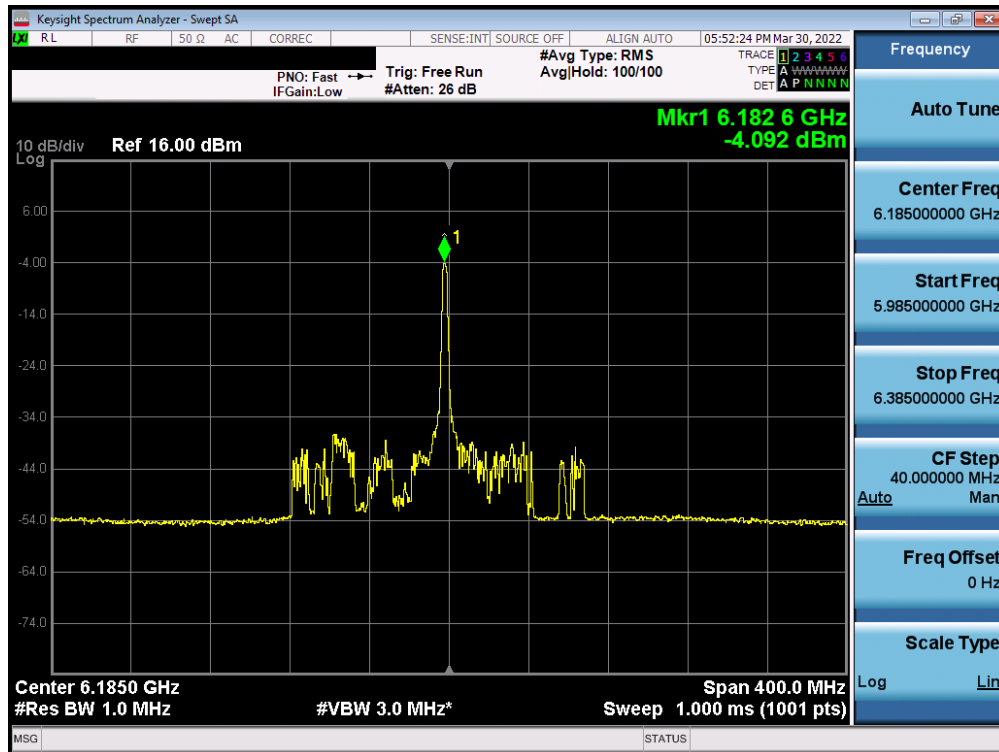 Keysight Spectrum Analyzer - Swept SA
LXI RL RF 50 Ω AC CORREC SENSE:INT SOURCE OFF ALIGN AUTO 05:52:24 PM Mar 30, 2022
PNO: Fast
IFGain:Low
Trig: Free Run
#Atten: 26 dB
#Avg Type: RMS
Avg|Hold: 100/100
TRACE 1 2 3 4 5 6
TYPE A WWWWW
DET A P N N N N
Mkr1 6.182 6 GHz
-4.092 dBm
10 dB/div Ref 16.00 dBm
Log
1
6.00
-4.00
-14.0
-24.0
-34.0
-44.0
-54.0
-64.0
-74.0
Center 6.1850 GHz Span 400.0 MHz
#Res BW 1.0 MHz #VBW 3.0 MHz* Sweep 1.000 ms (1001 pts)
MSG STATUS
Frequency
Auto Tune
Center Freq
6.185000000 GHz
Start Freq
5.985000000 GHz
Stop Freq
6.385000000 GHz
CF Step
40.000000 MHz
Auto Man
Freq Offset
0 Hz
Scale Type
Log Lin